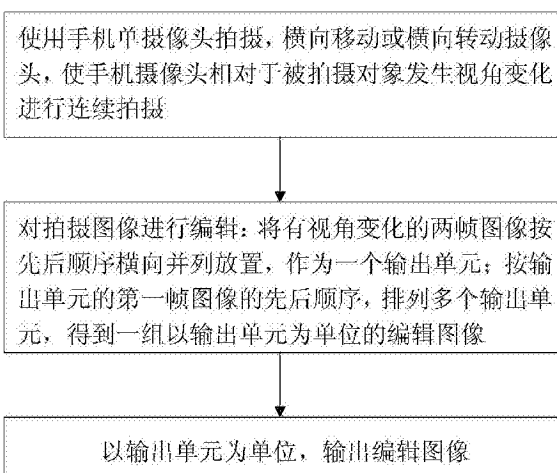 使用手机单摄像头拍摄，横向移动或横向转动摄像
头，使手机摄像头相对于被拍摄对象发生视角变化
进行连续拍摄
对拍摄图像进行编辑：将有视角变化的两帧图像按
先后顺序横向并列放置，作为一个输出单元；按输
出单元的第一帧图像的先后顺序，排列多个输出单
元，得到一组以输出单元为单位的编辑图像
以输出单元为单位，输出编辑图像